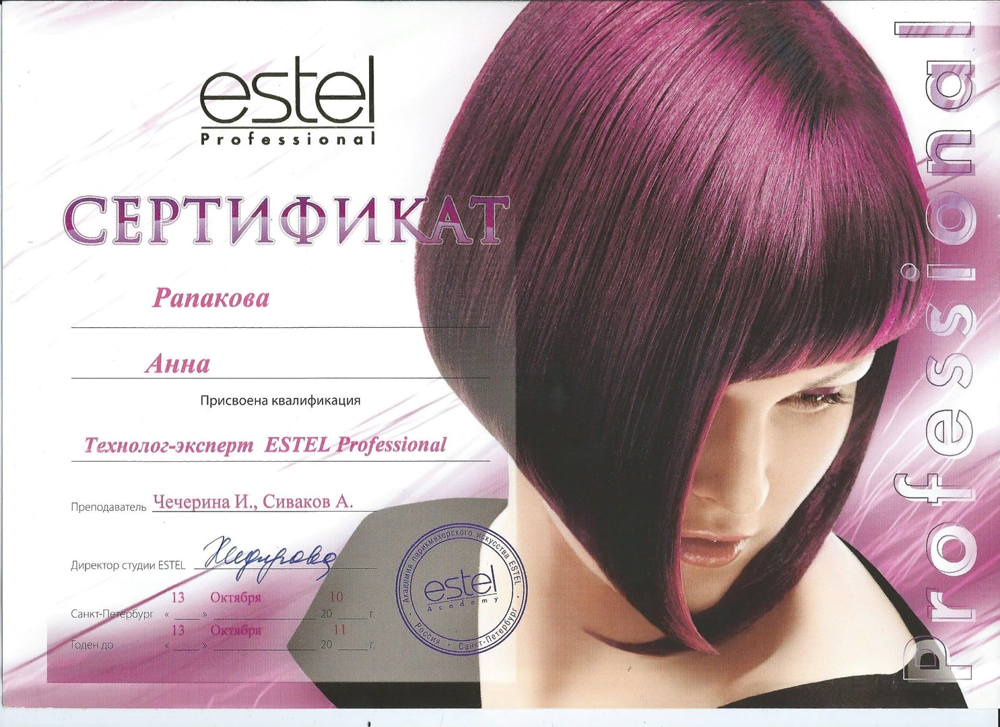 estel
Professional
СЕРТИФИКАТ
Рапакова
Анна
Присвоена квалификация
Технолог-эксперт ESTEL Professional
Преподаватель Чечерина И., Сиваков А.
Директор студии ESTEL
Санкт-Петербург « 13 » Октября 20 10 г.
Годен до « 13 » Октября 20 11 г.
Академия парикмахерского искусства ESTEL
estel
Academy
Россия • Санкт-Петербург
Professional